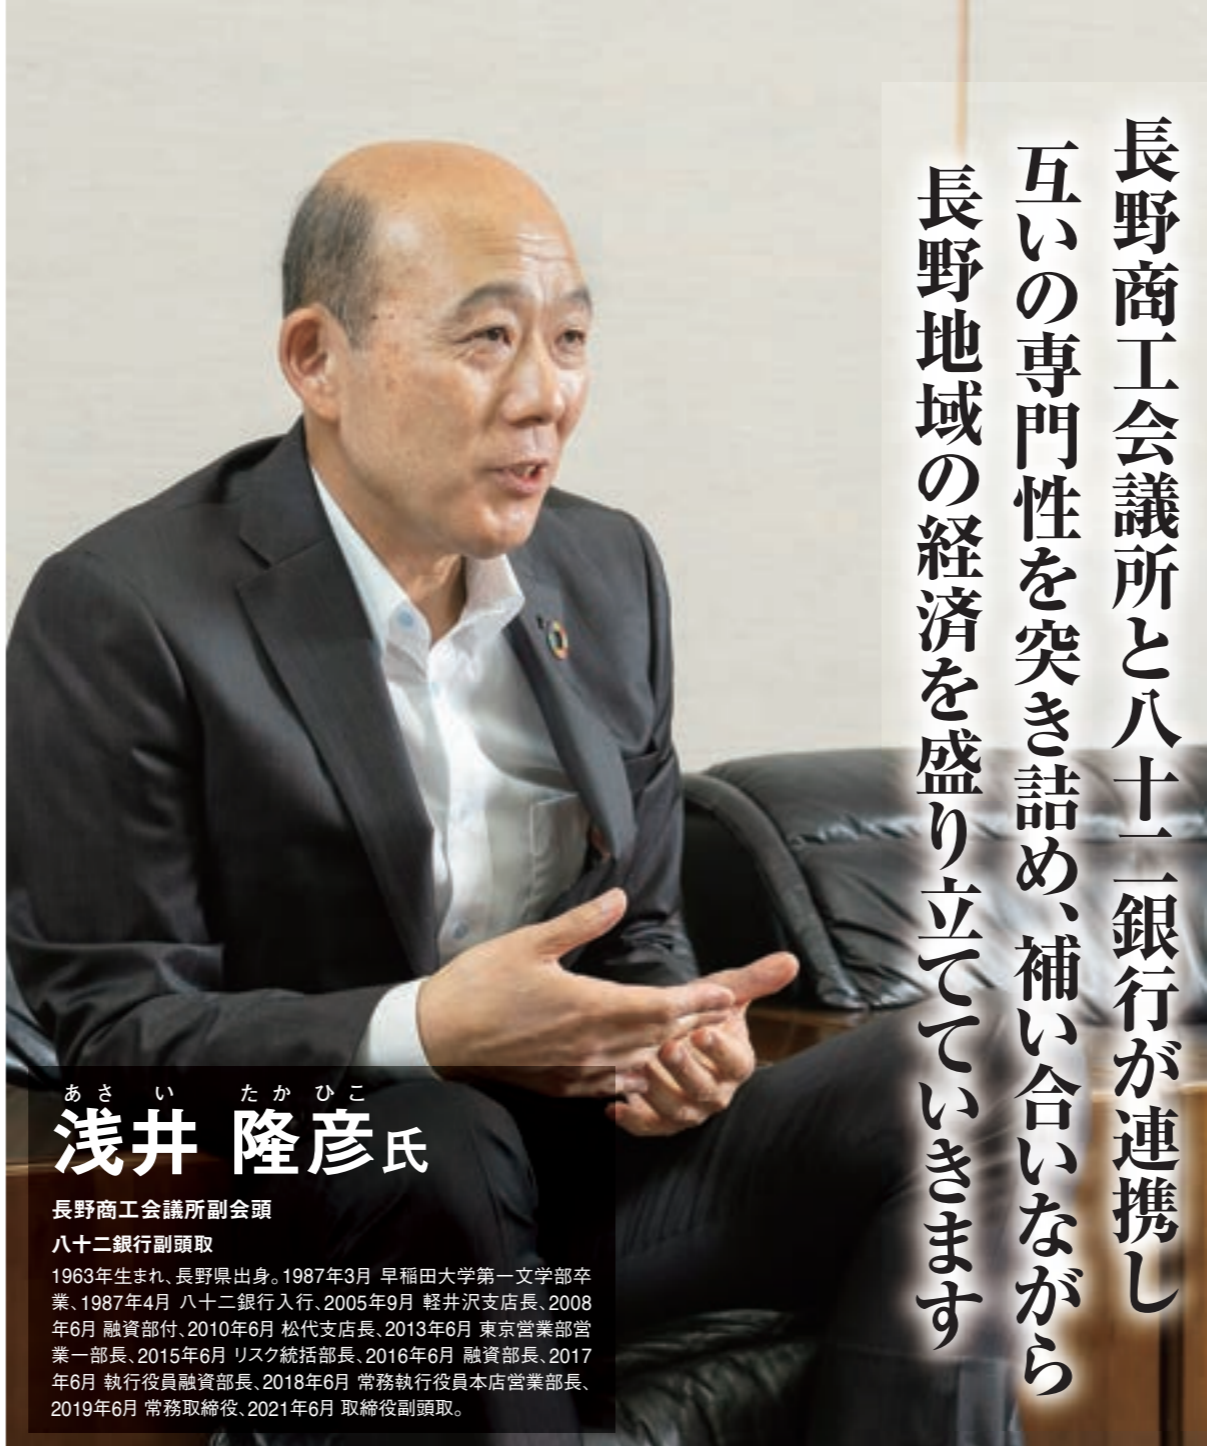 長野商工会議所と八十二銀行が連携し
互いの専門性を突き詰め、補い合いながら
長野地域の経済を盛り立てていきます
あさ い たか ひこ
浅井 隆彦氏
長野商工会議所副会頭
八十二銀行副頭取
1963年生まれ、長野県出身。1987年3月 早稲田大学第一文学部卒
業、1987年4月 八十二銀行入行、2005年9月 軽井沢支店長、2008
年6月 融資部付、2010年6月 松代支店長、2013年6月 東京営業部営
業一部長、2015年6月 リスク統括部長、2016年6月 融資部長、2017
年6月 執行役員融資部長、2018年6月 常務執行役員本店営業部長、
2019年6月 常務取締役、2021年6月 取締役副頭取。